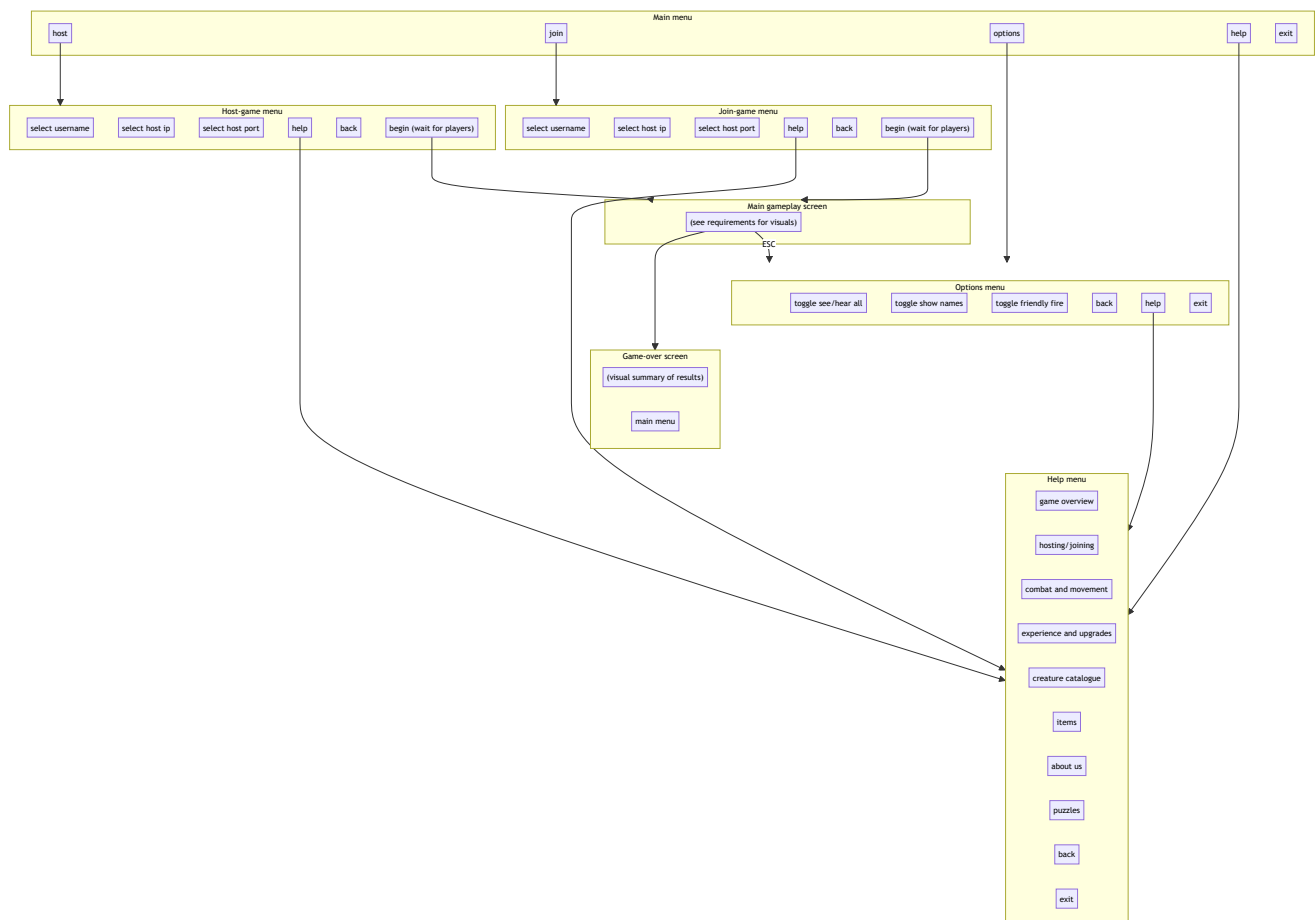 Main menu
host
join
options
help
exit
Host-game menu
select username
select host ip
select host port
help
back
begin (wait for players)
Join-game menu
select username
select host ip
select host port
help
back
begin (wait for players)
Main gameplay screen
(see requirements for visuals)
ESC
Options menu
toggle see/hear all
toggle show names
toggle friendly fire
back
help
exit
Game-over screen
(visual summary of results)
main menu
Help menu
game overview
hosting/joining
combat and movement
experience and upgrades
creature catalogue
items
about us
puzzles
back
exit